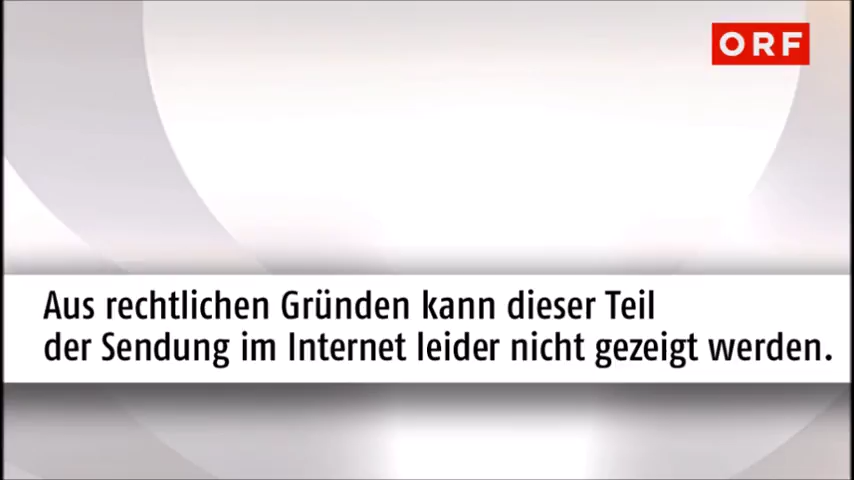 ORF
Aus rechtlichen Gründen kann dieser Teil
der Sendung im Internet leider nicht gezeigt werden.